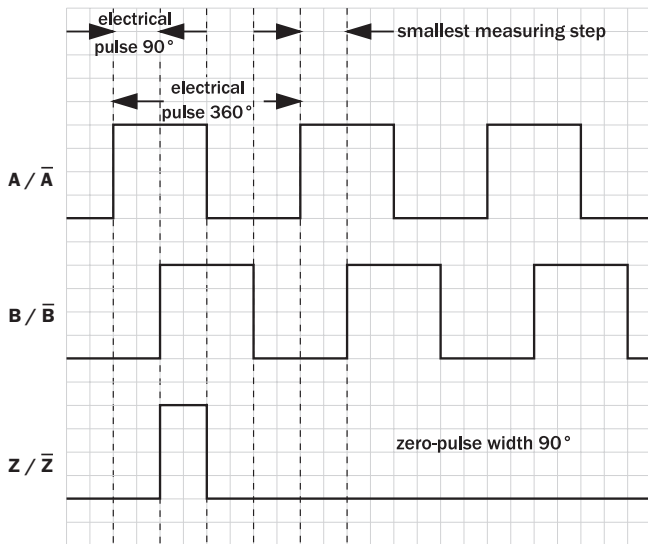 electrical
pulse 90°
smallest measuring step
electrical
pulse 360°
A / A̅
B / B̅
zero-pulse width 90°
Z / Z̅